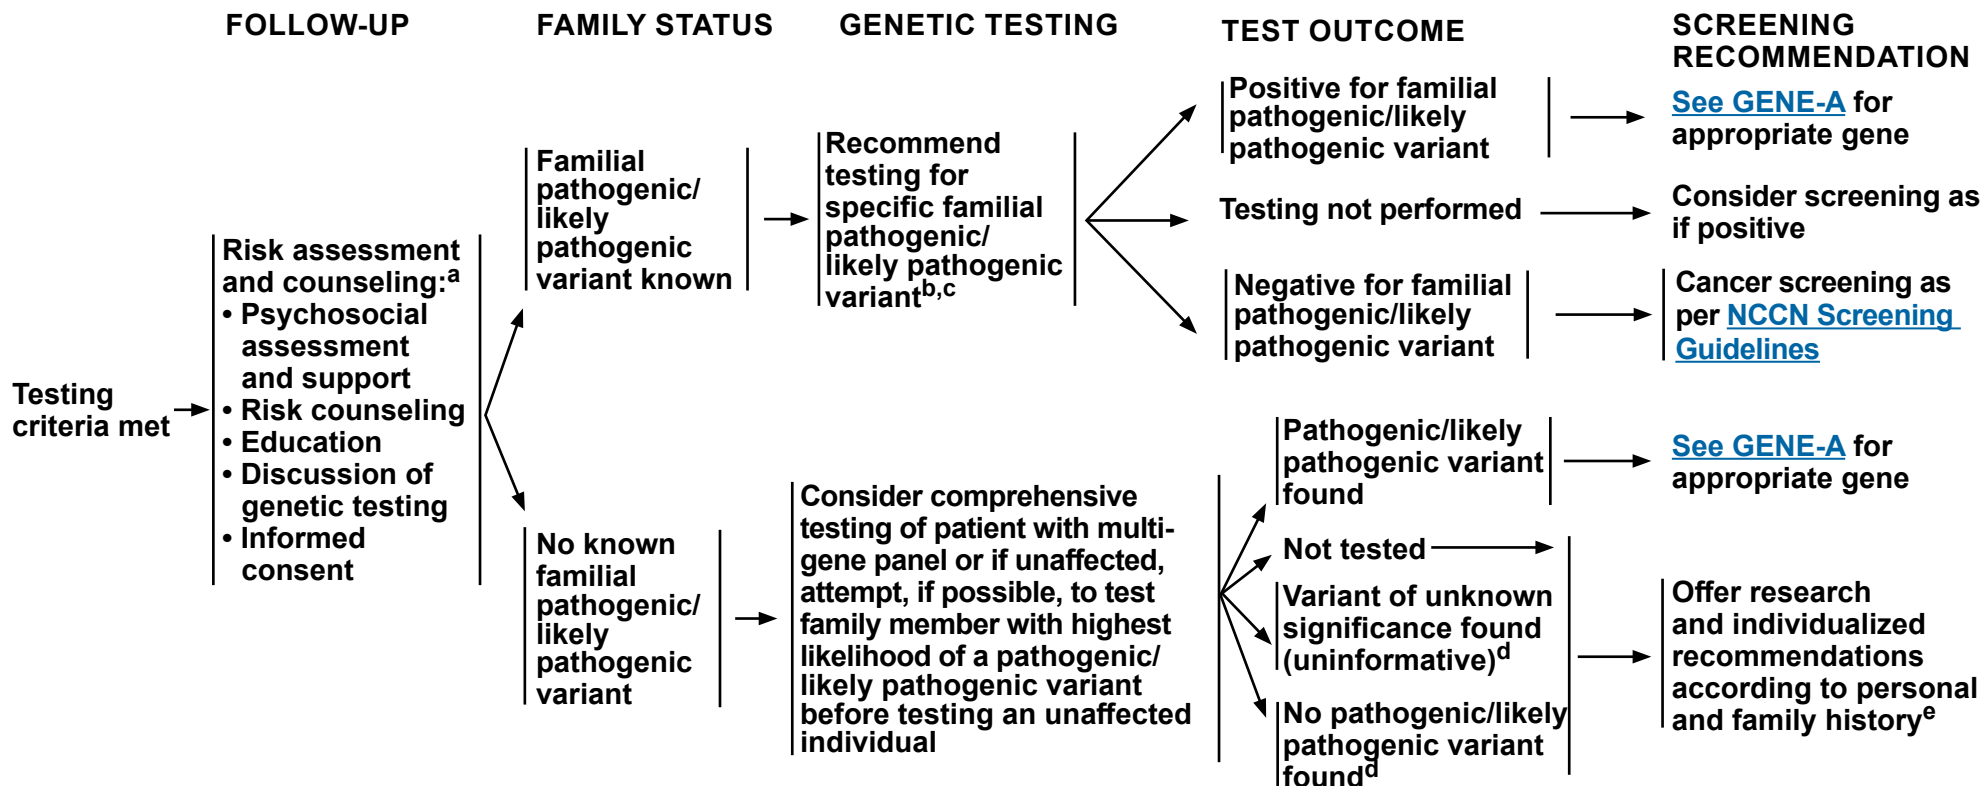 FOLLOW-UP
FAMILY STATUS
GENETIC TESTING
TEST OUTCOME
SCREENING
RECOMMENDATION
Testing
criteria met
Risk assessment
and counseling:a
• Psychosocial
assessment
and support
• Risk counseling
• Education
• Discussion of
genetic testing
• Informed
consent
Familial
pathogenic/
likely
pathogenic
variant known
Recommend
testing for
specific familial
pathogenic/
likely pathogenic
variantb,c
Positive for familial
pathogenic/likely
pathogenic variant
See GENE-A for
appropriate gene
Testing not performed
Consider screening as
if positive
Negative for familial
pathogenic/likely
pathogenic variant
Cancer screening as
per NCCN Screening
Guidelines
No known
familial
pathogenic/
likely
pathogenic
variant
Consider comprehensive
testing of patient with multi-
gene panel or if unaffected,
attempt, if possible, to test
family member with highest
likelihood of a pathogenic/
likely pathogenic variant
before testing an unaffected
individual
Pathogenic/likely
pathogenic variant
found
See GENE-A for
appropriate gene
Not tested
Variant of unknown
significance found
(uninformative)d
No pathogenic/likely
pathogenic variant
foundd
Offer research
and individualized
recommendations
according to personal
and family historye